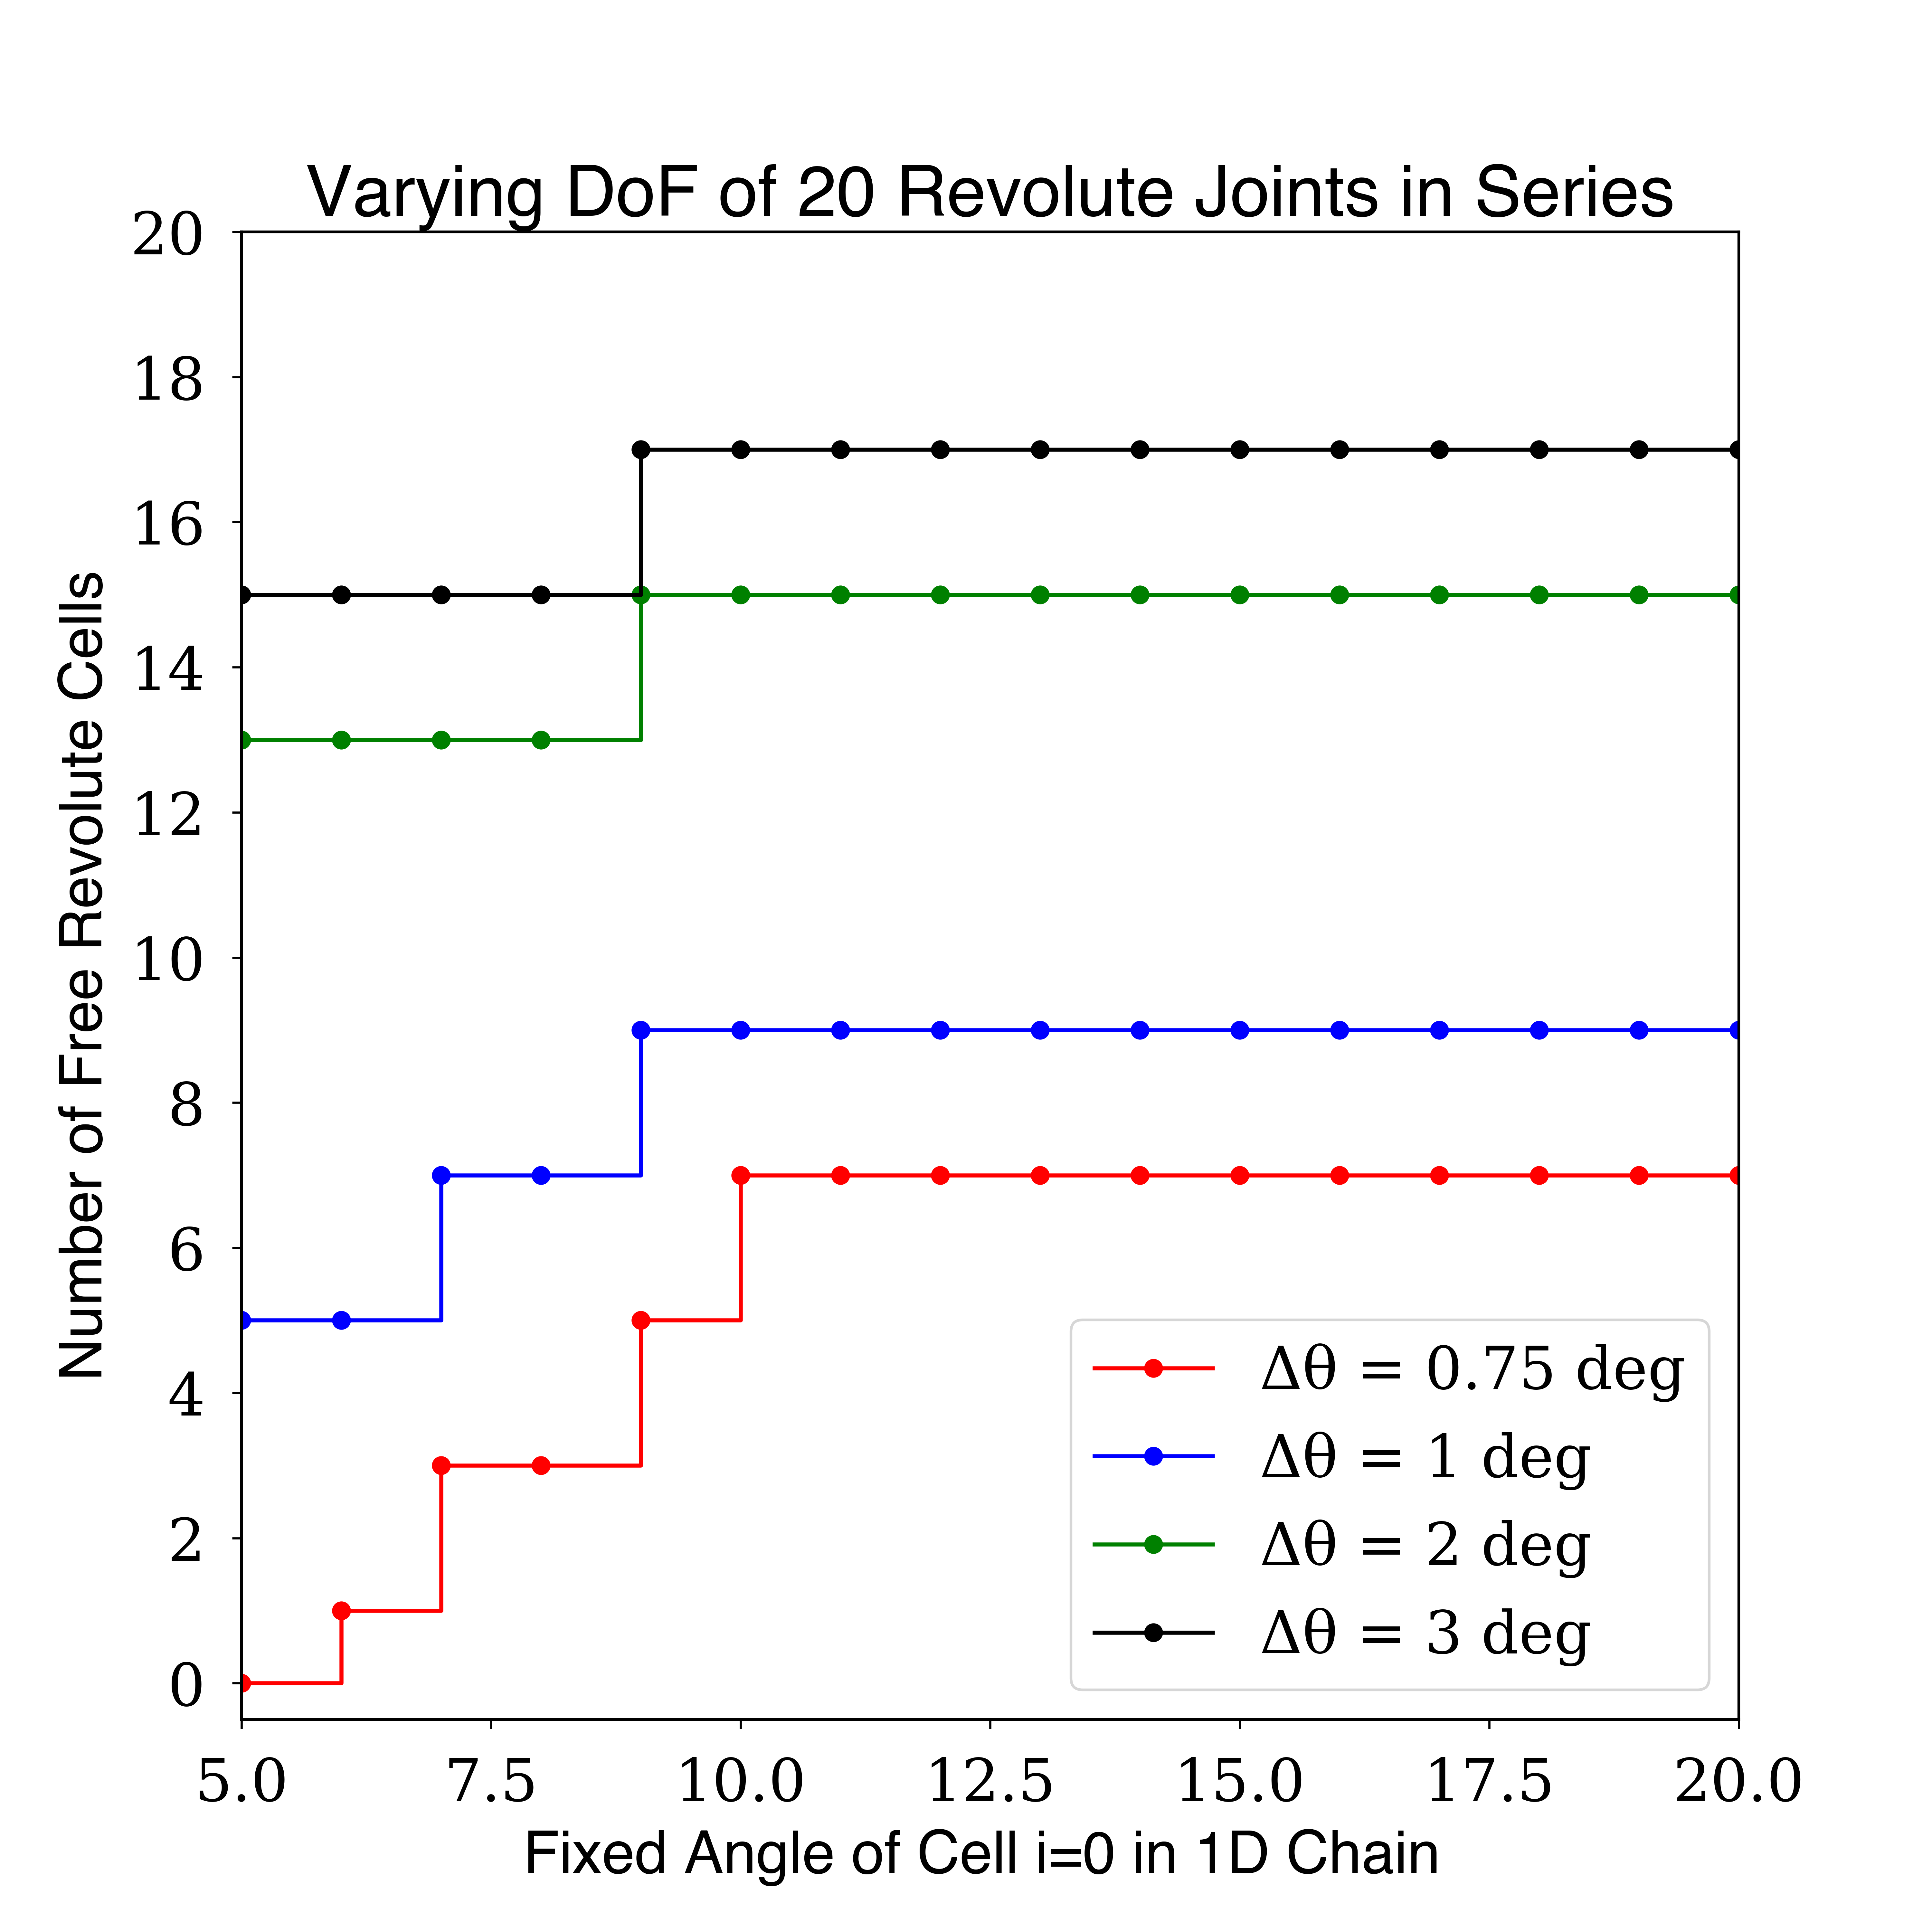 Varying DoF of 20 Revolute Joints in Series
Number of Free Revolute Cells
20
18
16
14
12
10
8
6
4
2
0
Δθ = 0.75 deg
Δθ = 1 deg
Δθ = 2 deg
Δθ = 3 deg
5.0 7.5 10.0 12.5 15.0 17.5 20.0
Fixed Angle of Cell i=0 in 1D Chain